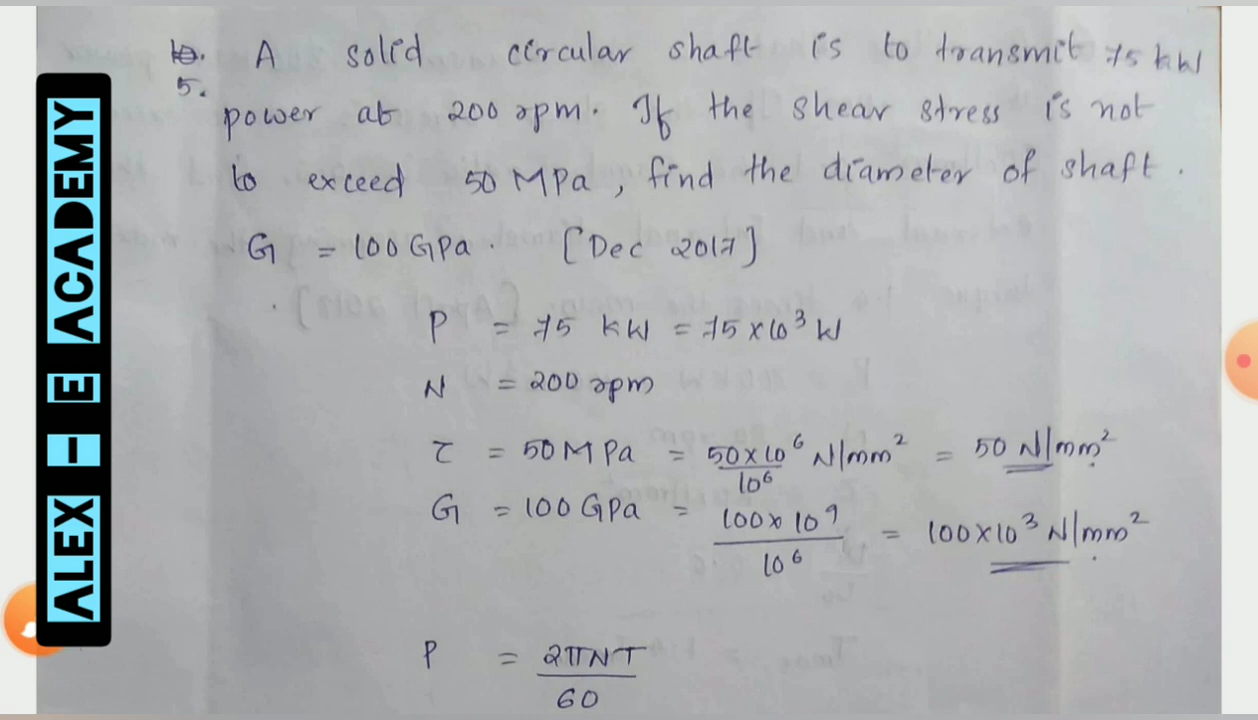 5. A solid circular shaft is to transmit 75 kW
power at 200 rpm. If the shear stress is not
to exceed 50 MPa, find the diameter of shaft.
G = 100 GPa. [Dec 2017]
P = 75 kW = 75 x 10³ W
N = 200 rpm
τ = 50 MPa = 50 x 10⁶ / 10⁶ N/mm² = 50 N/mm²
G = 100 GPa = 100 x 10⁹ / 10⁶ = 100 x 10³ N/mm²
P = 2πNT / 60
ALEX - E ACADEMY